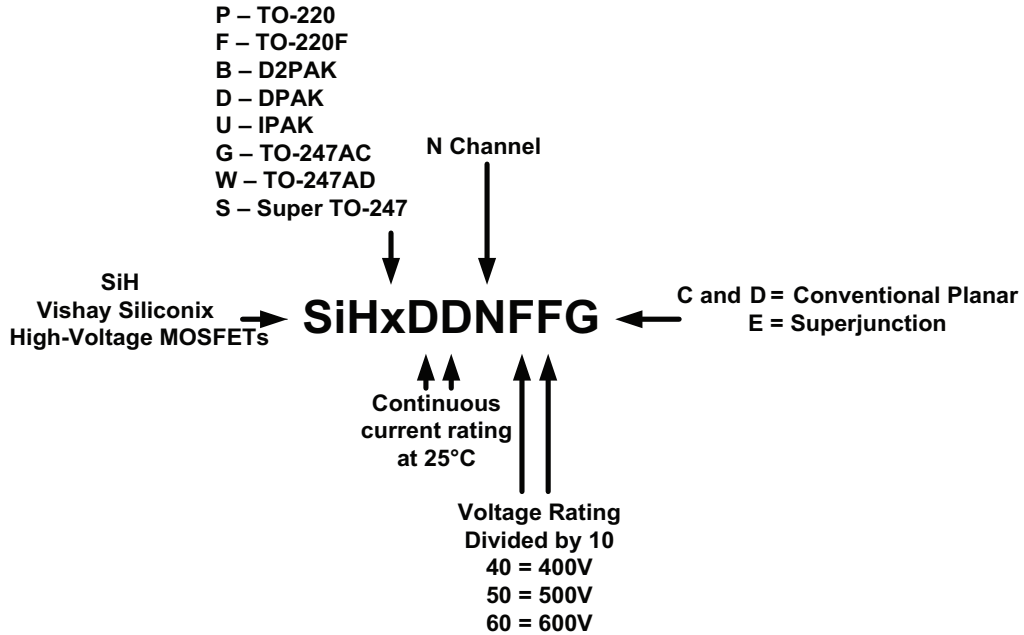 P – TO-220
F – TO-220F
B – D2PAK
D – DPAK
U – IPAK
G – TO-247AC
W – TO-247AD
S – Super TO-247
N Channel
SiH
Vishay Siliconix
High-Voltage MOSFETs
SiHxDDNFFG
C and D = Conventional Planar
E = Superjunction
Continuous
current rating
at 25°C
Voltage Rating
Divided by 10
40 = 400V
50 = 500V
60 = 600V